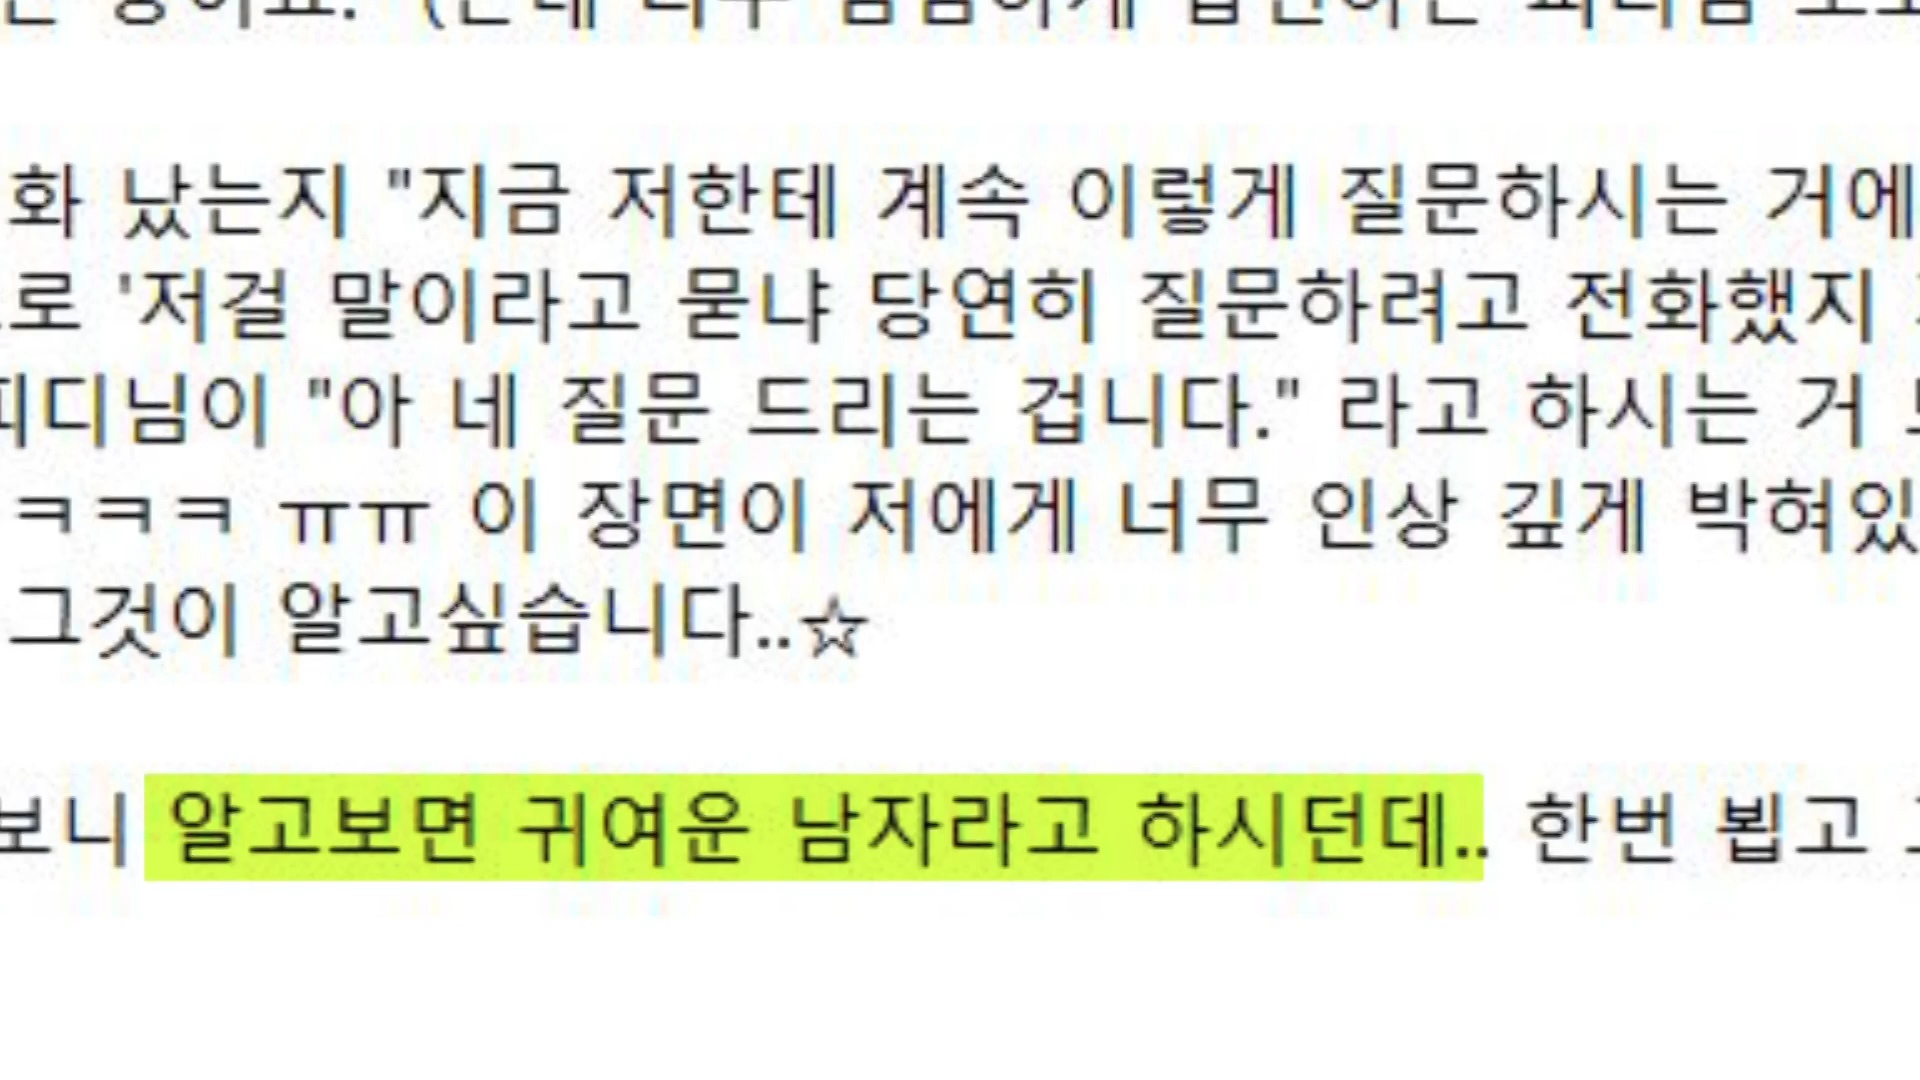 화 났는지 "지금 저한테 계속 이렇게 질문하시는 거에
로 '저걸 말이라고 묻냐 당연히 질문하려고 전화했지
피디님이 "아 네 질문 드리는 겁니다." 라고 하시는 거
ㅋㅋㅋ ㅠㅠ 이 장면이 저에게 너무 인상 깊게 박혀있
그것이 알고싶습니다..☆
보니 알고보면 귀여운 남자라고 하시던데.. 한번 뵙고